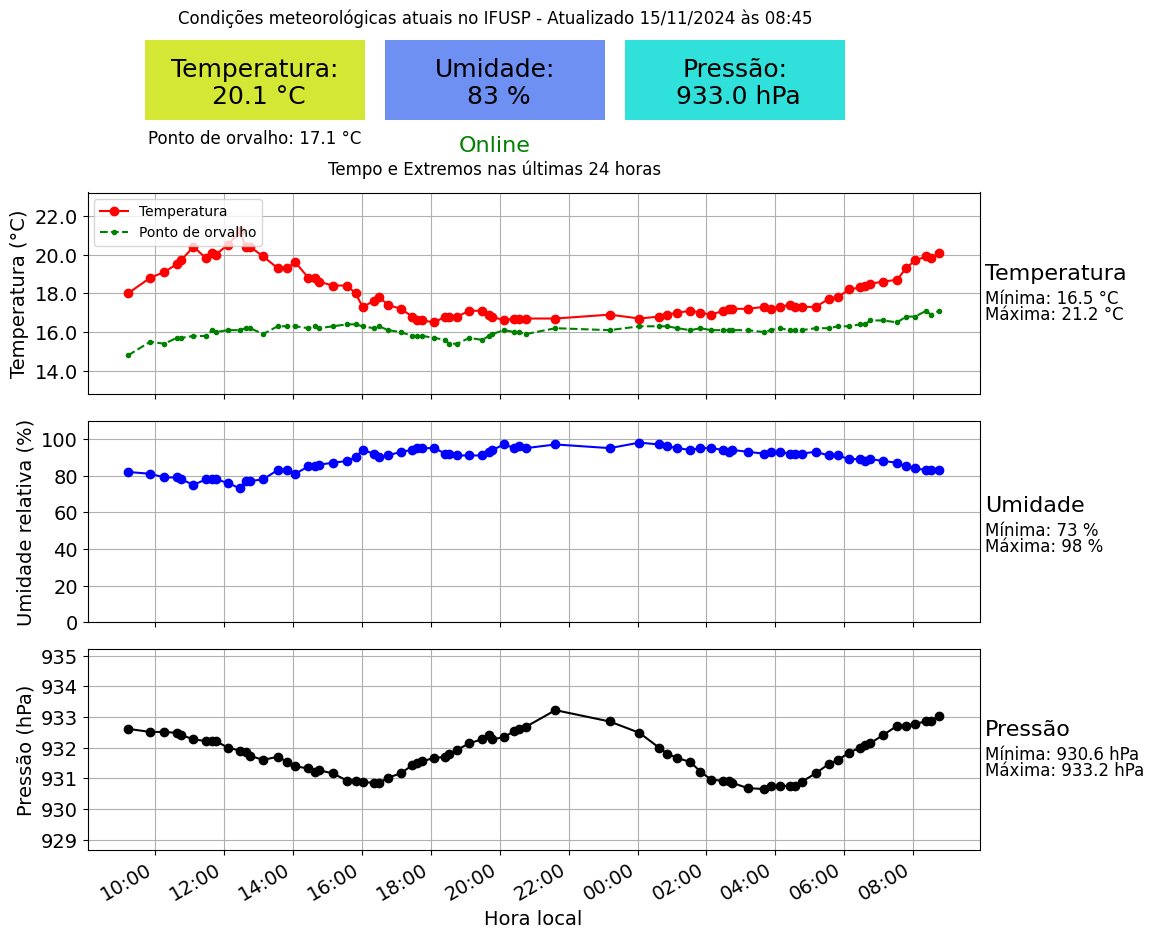 Condições meteorológicas atuais no IFUSP - Atualizado 15/11/2024 às 08:45
Temperatura:
20.1 °C
Umidade:
83 %
Pressão:
933.0 hPa
Ponto de orvalho: 17.1 °C
Online
Tempo e Extremos nas últimas 24 horas
Temperatura (°C)
22.0
20.0
18.0
16.0
14.0
Temperatura
Ponto de orvalho
Temperatura
Mínima: 16.5 °C
Máxima: 21.2 °C
Umidade relativa (%)
100
80
60
40
20
0
Umidade
Mínima: 73 %
Máxima: 98 %
Pressão (hPa)
935
934
933
932
931
930
929
Pressão
Mínima: 930.6 hPa
Máxima: 933.2 hPa
10:00 12:00 14:00 16:00 18:00 20:00 22:00 00:00 02:00 04:00 06:00 08:00
Hora local